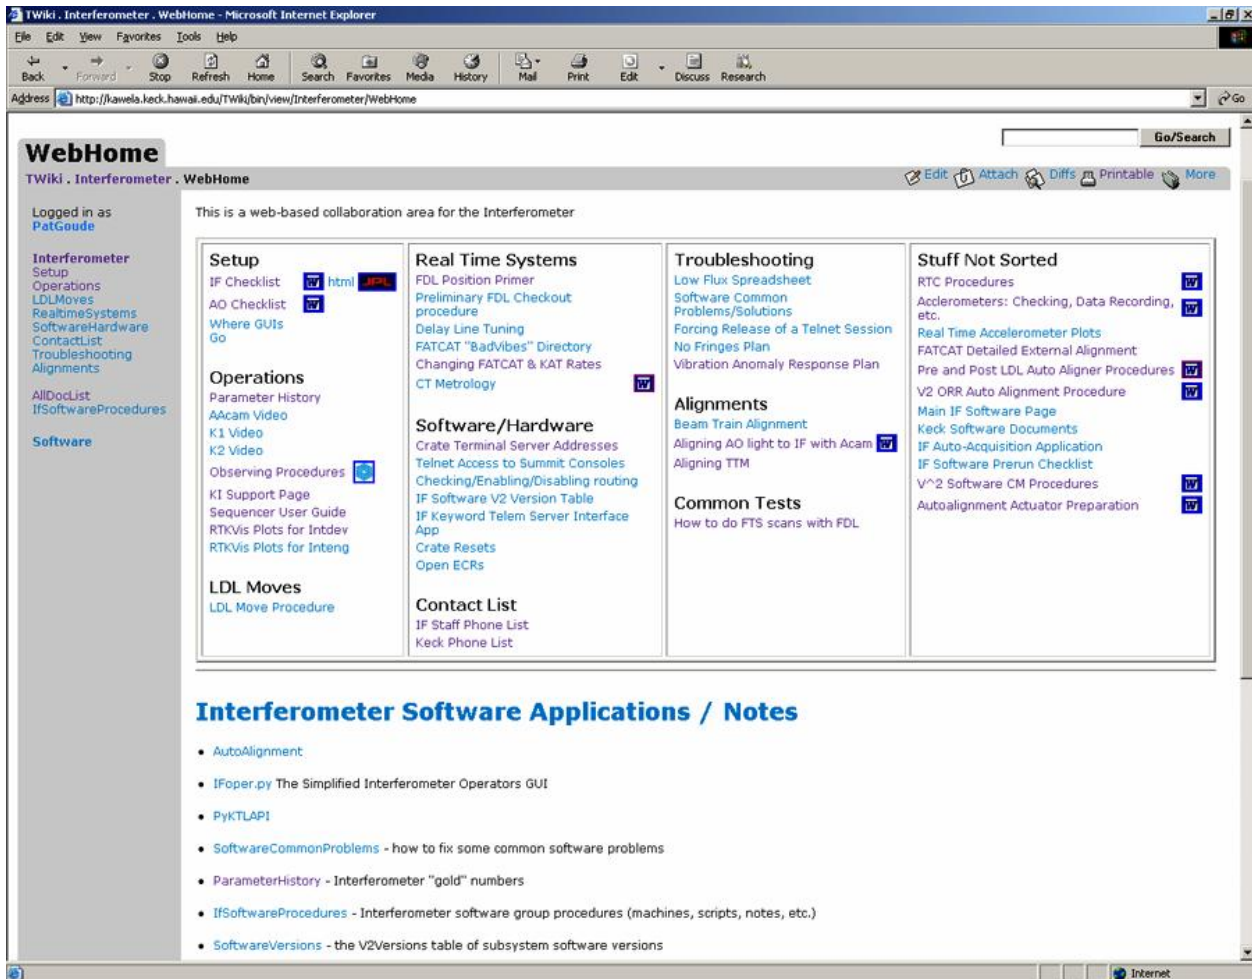 TWiki . Interferometer . WebHome - Microsoft Internet Explorer
File Edit View Favorites Tools Help
Back Forward Stop Refresh Home Search Favorites Media History Mail Print Edit Discuss Research
Address http://kawela.keck.hawaii.edu/TWiki/bin/view/Interferometer/WebHome Go
Go/Search
WebHome
TWiki . Interferometer . WebHome Edit Attach Diffs Printable More
Logged in as
PatGoude
Interferometer
Setup
Operations
LDLMoves
RealtimeSystems
SoftwareHardware
ContactList
Troubleshooting
Alignments
AllDocList
IfSoftwareProcedures
Software
This is a web-based collaboration area for the Interferometer
Setup
IF Checklist W html JPL
AO Checklist W
Where GUIs
Go
Operations
Parameter History
AAcam Video
K1 Video
K2 Video
Observing Procedures
KI Support Page
Sequencer User Guide
RTKVis Plots for Intdev
RTKVis Plots for Inteng
LDL Moves
LDL Move Procedure
Real Time Systems
FDL Position Primer
Preliminary FDL Checkout
procedure
Delay Line Tuning
FATCAT "BadVibes" Directory
Changing FATCAT & KAT Rates
CT Metrology W
Software/Hardware
Crate Terminal Server Addresses
Telnet Access to Summit Consoles
Checking/Enabling/Disabling routing
IF Software V2 Version Table
IF Keyword Telem Server Interface
App
Crate Resets
Open ECRs
Contact List
IF Staff Phone List
Keck Phone List
Troubleshooting
Low Flux Spreadsheet
Software Common
Problems/Solutions
Forcing Release of a Telnet Session
No Fringes Plan
Vibration Anomaly Response Plan
Alignments
Beam Train Alignment
Aligning AO light to IF with Acam W
Aligning TTM
Common Tests
How to do FTS scans with FDL
Stuff Not Sorted
RTC Procedures W
Acclerometers: Checking, Data Recording, W
etc.
Real Time Accelerometer Plots
FATCAT Detailed External Alignment
Pre and Post LDL Auto Aligner Procedures W
V2 ORR Auto Alignment Procedure W
Main IF Software Page
Keck Software Documents
IF Auto-Acquisition Application
IF Software Prerun Checklist
V^2 Software CM Procedures W
Autoalignment Actuator Preparation W
Interferometer Software Applications / Notes
• AutoAlignment
• IFoper.py The Simplified Interferometer Operators GUI
• PyKTLAPI
• SoftwareCommonProblems - how to fix some common software problems
• ParameterHistory - Interferometer "gold" numbers
• IfSoftwareProcedures - Interferometer software group procedures (machines, scripts, notes, etc.)
• SoftwareVersions - the V2Versions table of subsystem software versions
Internet